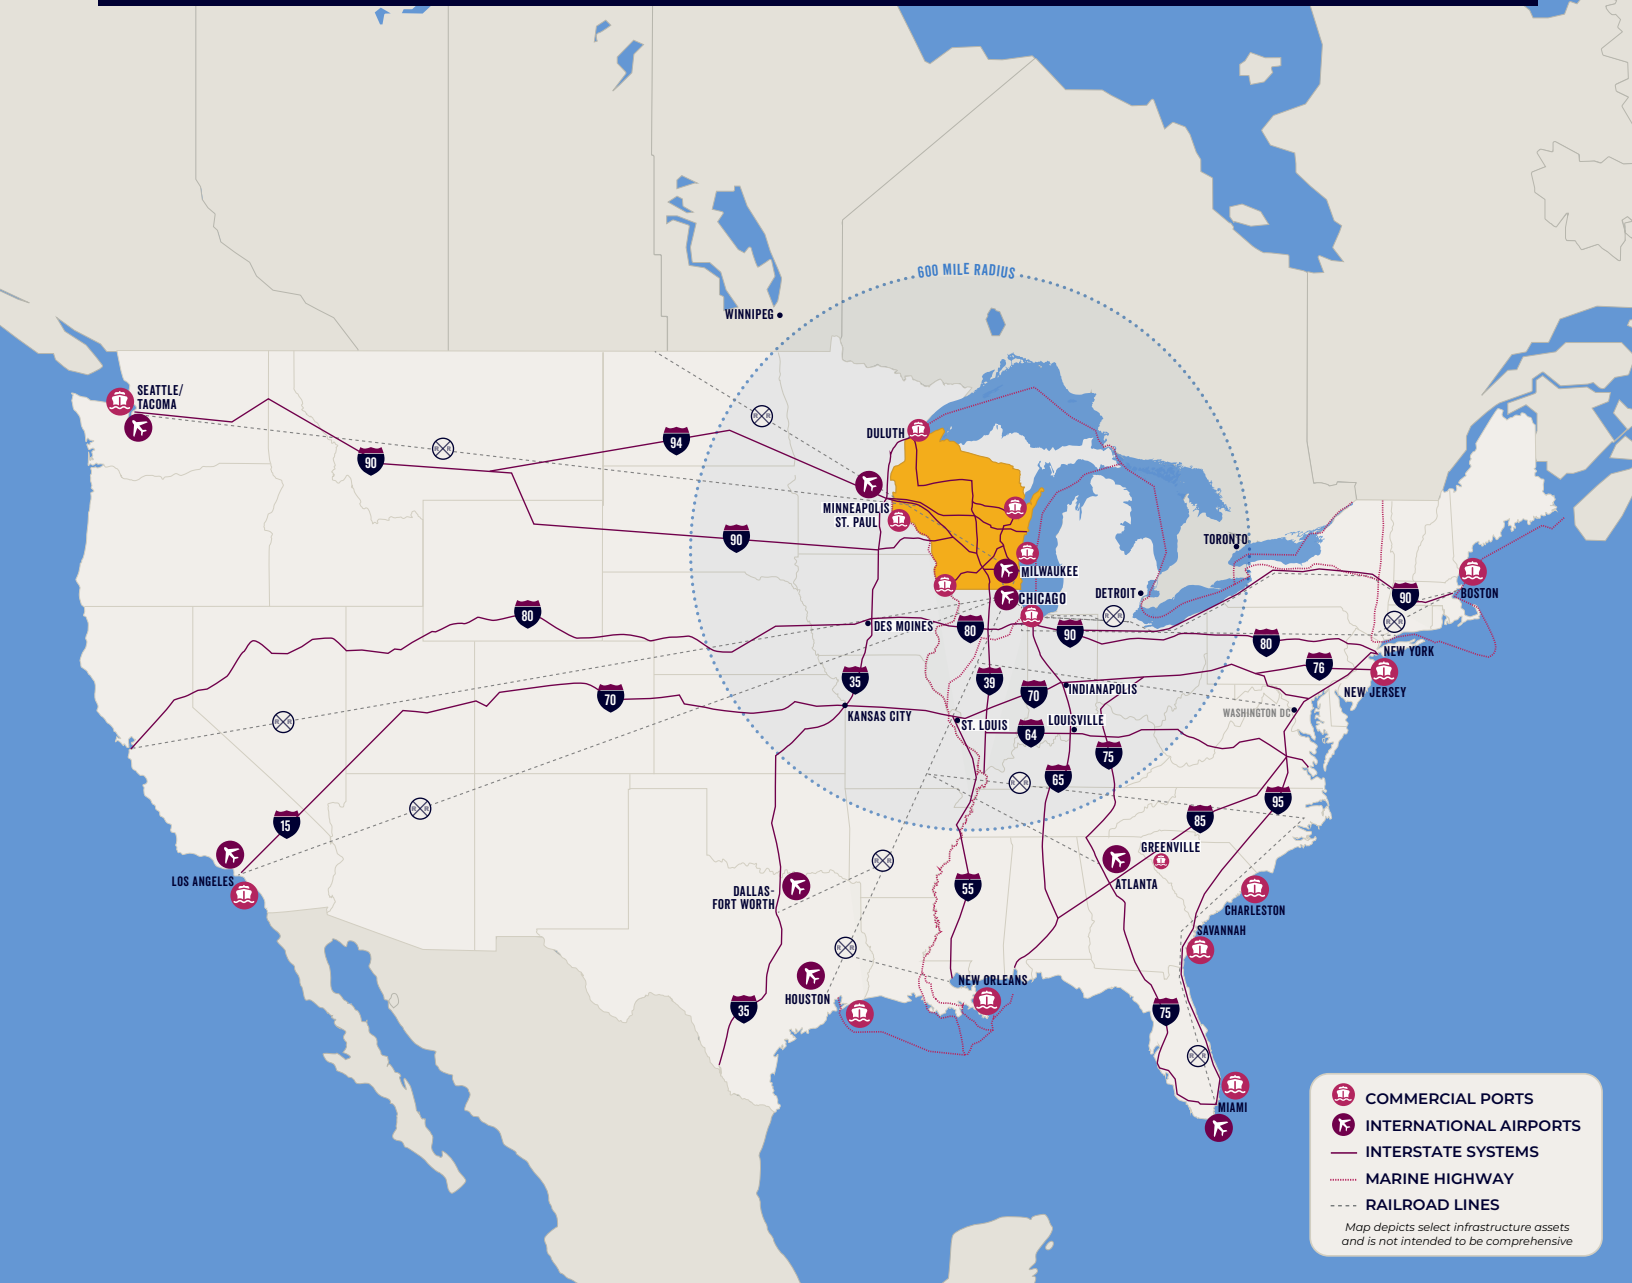 600 MILE RADIUS
WINNIPEG
SEATTLE/
TACOMA
DULUTH
94
90
MINNEAPOLIS
ST. PAUL
90
TORONTO
MILWAUKEE
CHICAGO
DETROIT
90
BOSTON
80
DES MOINES
80
90
80
NEW YORK
76
NEW JERSEY
35
39
70
INDIANAPOLIS
70
KANSAS CITY
ST. LOUIS
LOUISVILLE
WASHINGTON DC
64
75
65
95
15
85
GREENVILLE
LOS ANGELES
DALLAS-
FORT WORTH
55
ATLANTA
CHARLESTON
SAVANNAH
HOUSTON
NEW ORLEANS
35
75
MIAMI
COMMERCIAL PORTS
INTERNATIONAL AIRPORTS
INTERSTATE SYSTEMS
MARINE HIGHWAY
RAILROAD LINES
Map depicts select infrastructure assets
and is not intended to be comprehensive